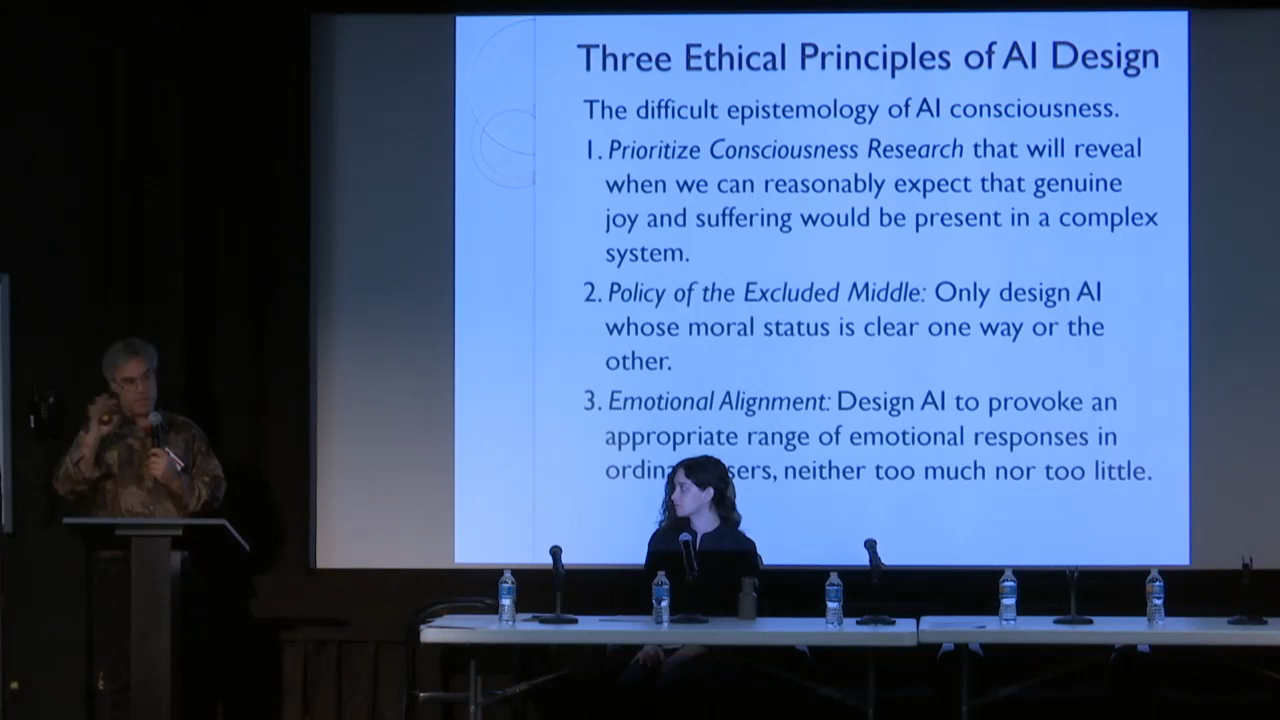 Three Ethical Principles of AI Design
The difficult epistemology of AI consciousness.
1. Prioritize Consciousness Research that will reveal
when we can reasonably expect that genuine
joy and suffering would be present in a complex
system.
2. Policy of the Excluded Middle: Only design AI
whose moral status is clear one way or the
other.
3. Emotional Alignment: Design AI to provoke an
appropriate range of emotional responses in
neither too much nor too little.